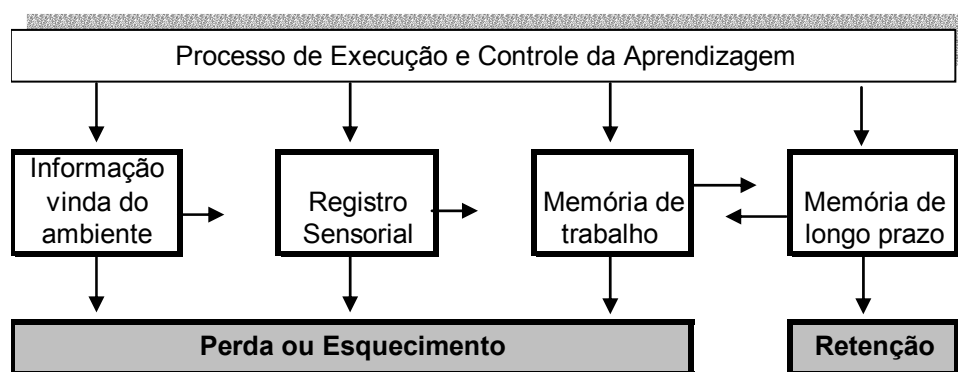 Processo de Execução e Controle da Aprendizagem
Informação
vinda do
ambiente
Registro
Sensorial
Memória de
trabalho
Memória de
longo prazo
Perda ou Esquecimento
Retenção